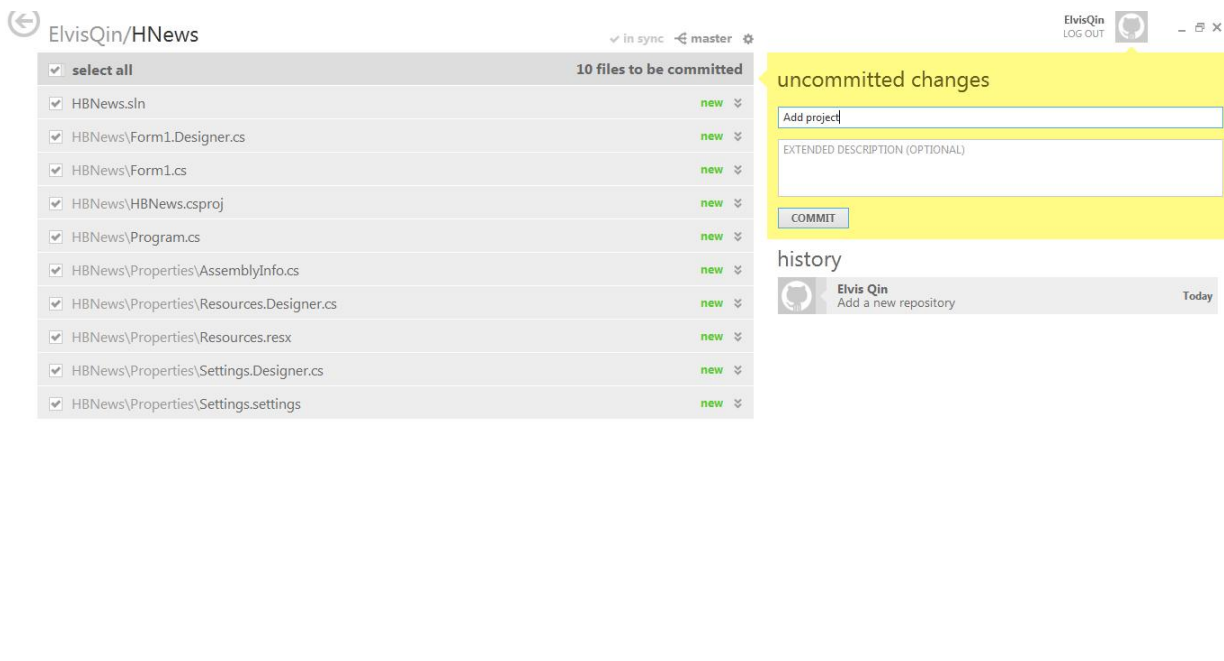 ElvisQin/HNews
in sync master
ElvisQin
LOG OUT
select all 10 files to be committed
HBNews.sln new
HBNews\Form1.Designer.cs new
HBNews\Form1.cs new
HBNews\HBNews.csproj new
HBNews\Program.cs new
HBNews\Properties\AssemblyInfo.cs new
HBNews\Properties\Resources.Designer.cs new
HBNews\Properties\Resources.resx new
HBNews\Properties\Settings.Designer.cs new
HBNews\Properties\Settings.settings new
uncommitted changes
Add project
EXTENDED DESCRIPTION (OPTIONAL)
COMMIT
history
Elvis Qin
Add a new repository
Today